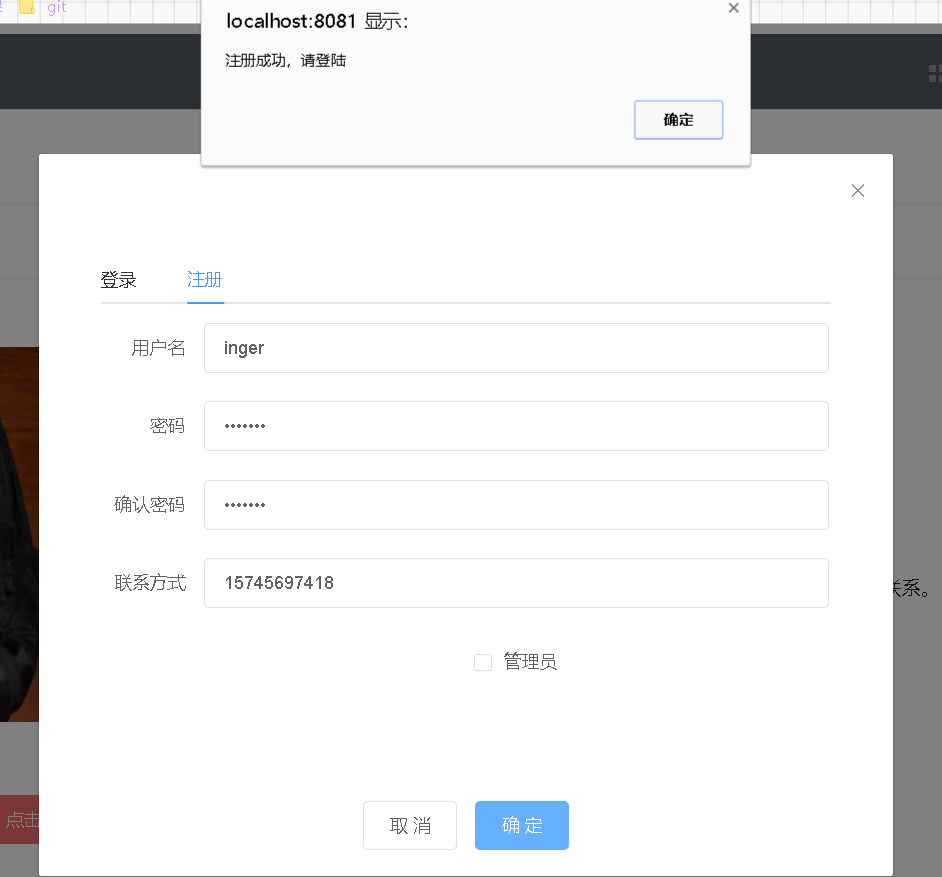 git
localhost:8081 显示:
注册成功，请登陆
确定
登录
注册
用户名
inger
密码
•••••••
确认密码
•••••••
联系方式
15745697418
联系。
管理员
点击
取 消
确 定